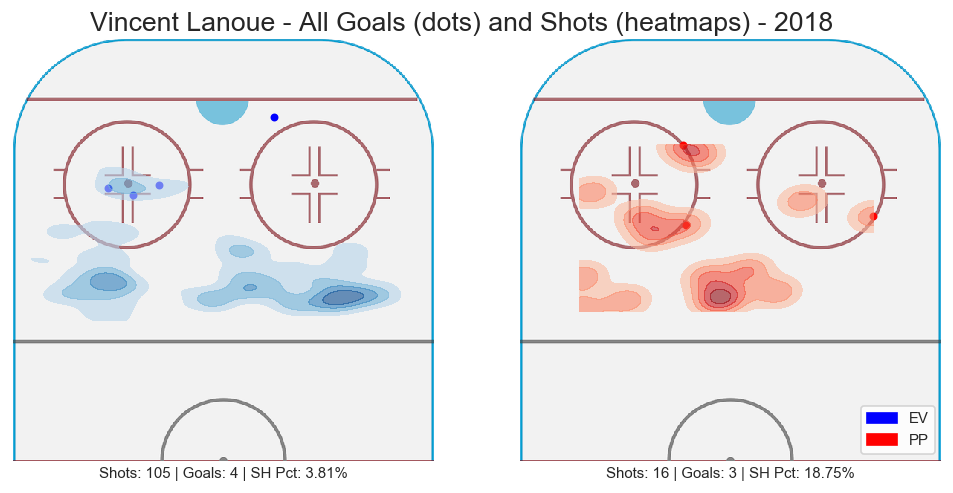 Vincent Lanoue - All Goals (dots) and Shots (heatmaps) - 2018
EV
PP
Shots: 105 | Goals: 4 | SH Pct: 3.81%
Shots: 16 | Goals: 3 | SH Pct: 18.75%